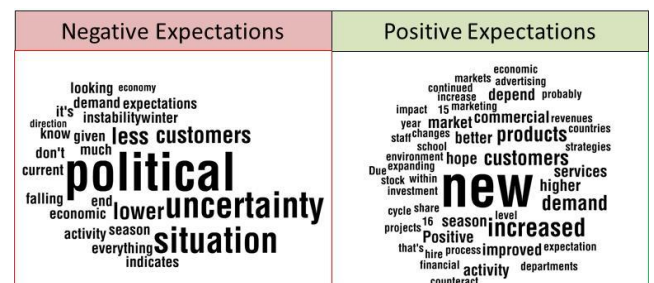 Negative Expectations
Positive Expectations
looking economy
demand expectations
it's instability winter
direction
know given less customers
don't much
current political
falling end lower uncertainty
economic
activity season situation
everything
indicates
economic
markets advertising
continued
increase depend probably
impact 15 marketing
year market commercial revenues
staff changes better products countries
school strategies
environment hope customers
Due expanding services
stock within new higher
investment demand
cycle share level
projects 16 season increased
Positive
that's hire process improved expectation
financial activity departments
counteract